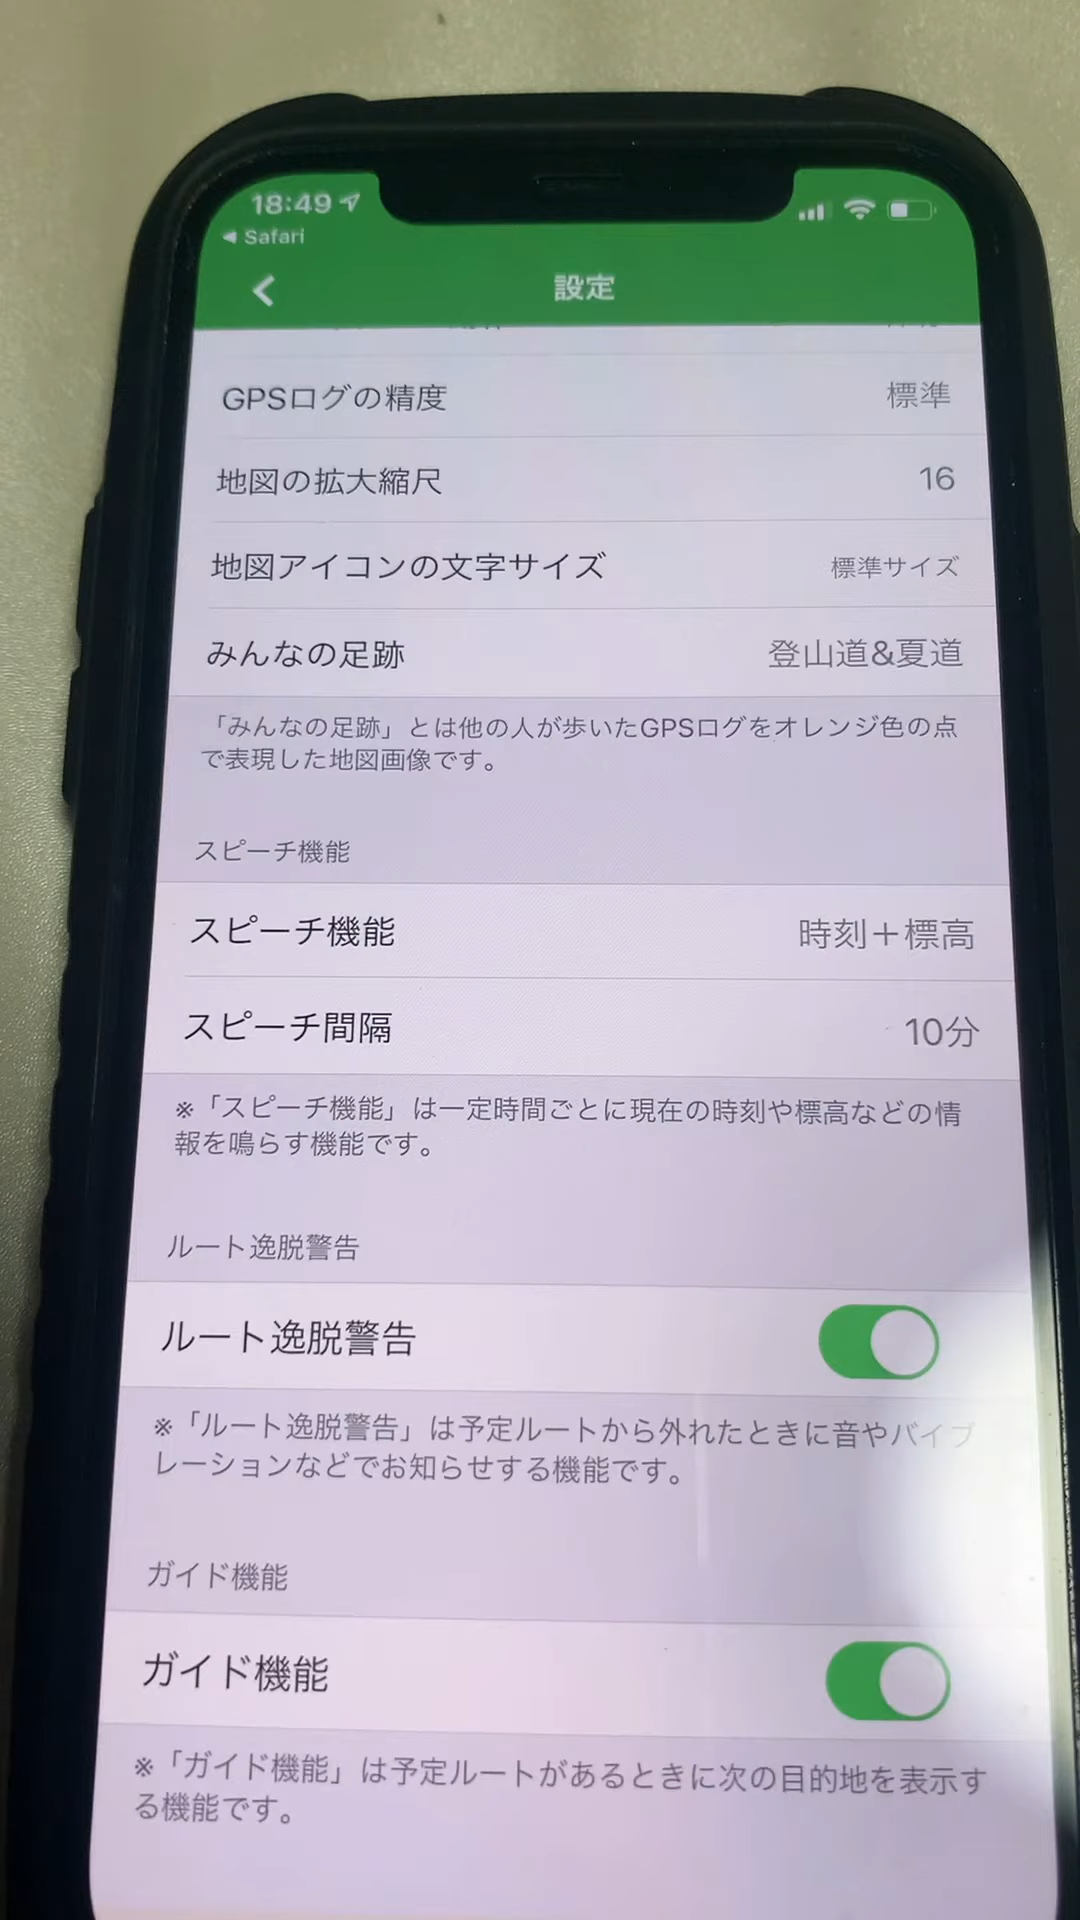 18:49
Safari
設定
GPSログの精度 標準
地図の拡大縮尺 16
地図アイコンの文字サイズ 標準サイズ
みんなの足跡 登山道&夏道
「みんなの足跡」とは他の人が歩いたGPSログをオレンジ色の点
で表現した地図画像です。
スピーチ機能
スピーチ機能 時刻＋標高
スピーチ間隔 10分
※「スピーチ機能」は一定時間ごとに現在の時刻や標高などの情
報を鳴らす機能です。
ルート逸脱警告
ルート逸脱警告
※「ルート逸脱警告」は予定ルートから外れたときに音やバイブ
レーションなどでお知らせする機能です。
ガイド機能
ガイド機能
※「ガイド機能」は予定ルートがあるときに次の目的地を表示す
る機能です。